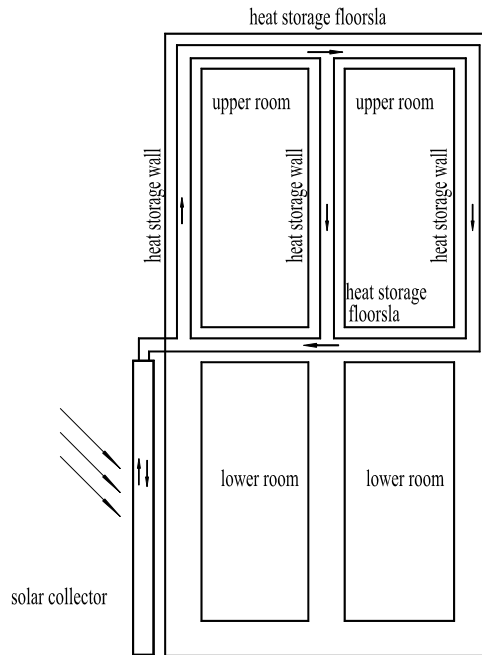 heat storage floorsla
upper room
upper room
heat storage wall
heat storage wall
heat storage wall
heat storage
floorsla
lower room
lower room
solar collector